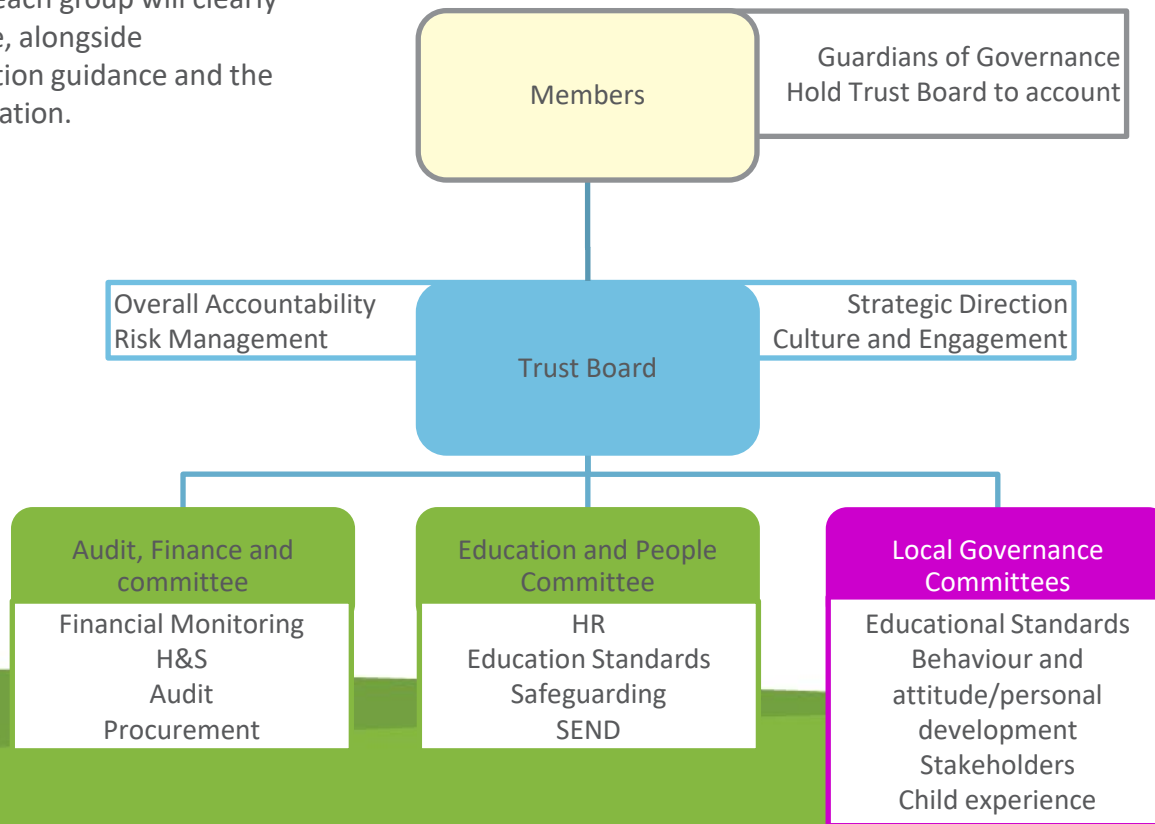 each group will clearly
, alongside
tion guidance and the
ation.
Members
Guardians of Governance
Hold Trust Board to account
Overall Accountability
Risk Management
Trust Board
Strategic Direction
Culture and Engagement
Audit, Finance and
committee
Financial Monitoring
H&S
Audit
Procurement
Education and People
Committee
HR
Education Standards
Safeguarding
SEND
Local Governance
Committees
Educational Standards
Behaviour and
attitude/personal
development
Stakeholders
Child experience